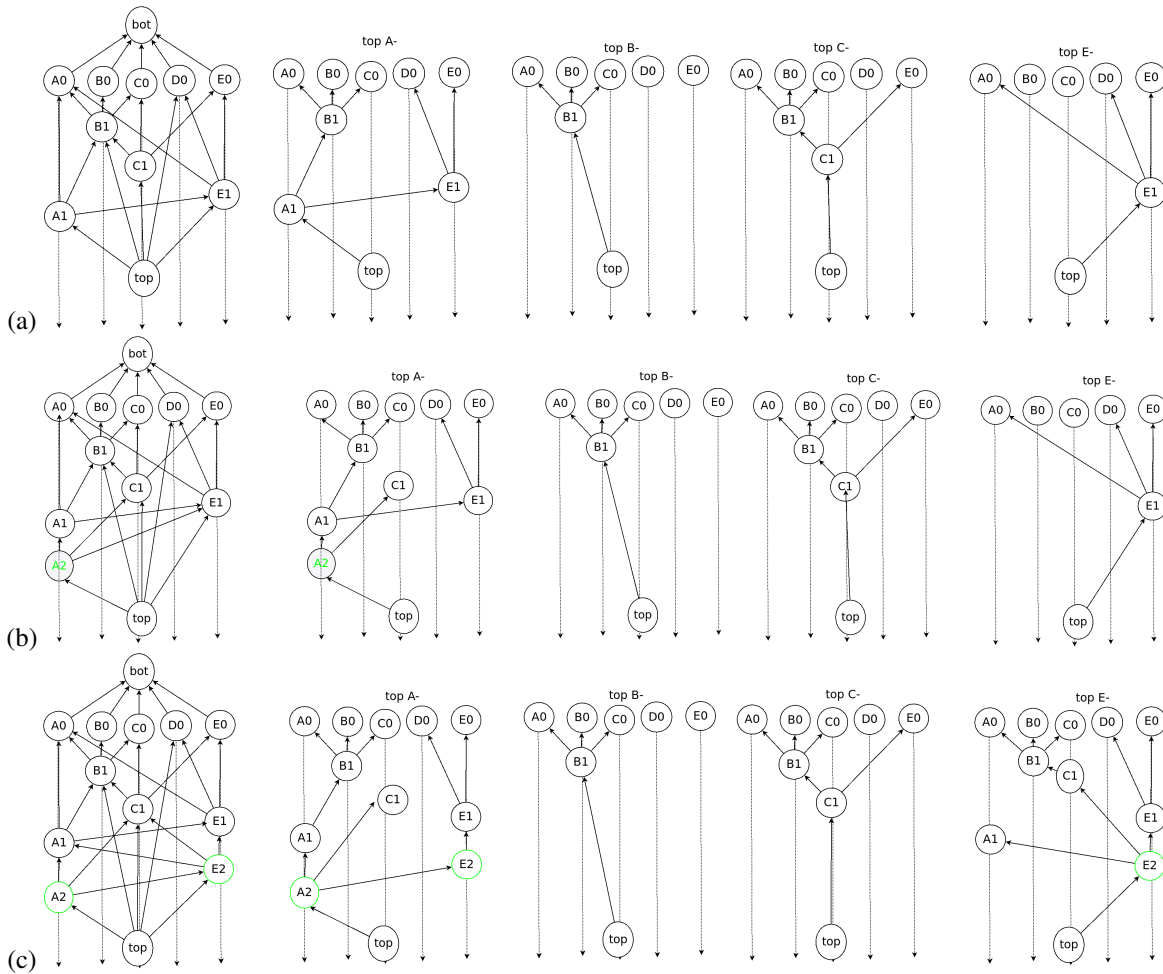 bot
top A-
top B-
top C-
top E-
A0 B0 C0 D0 E0
A0 B0 C0 D0 E0
A0 B0 C0 D0 E0
A0 B0 C0 D0 E0
A0 B0 C0 D0 E0
B1
B1
B1
B1
C1
C1
E1
E1
E1
A1
A1
top
top
top
top
top
(a)
bot
top A-
top B-
top C-
top E-
A0 B0 C0 D0 E0
A0 B0 C0 D0 E0
A0 B0 C0 D0 E0
A0 B0 C0 D0 E0
A0 B0 C0 D0 E0
B1
B1
B1
B1
C1
C1
C1
E1
E1
E1
A1
A1
A2
A2
top
top
top
top
top
(b)
bot
top A-
top B-
top C-
top E-
A0 B0 C0 D0 E0
A0 B0 C0 D0 E0
A0 B0 C0 D0 E0
A0 B0 C0 D0 E0
A0 B0 C0 D0 E0
B1
B1
B1
B1
B1
C1
C1
C1
C1
E1
E1
E1
A1
A1
A1
E2
E2
E2
A2
A2
top
top
top
top
top
(c)